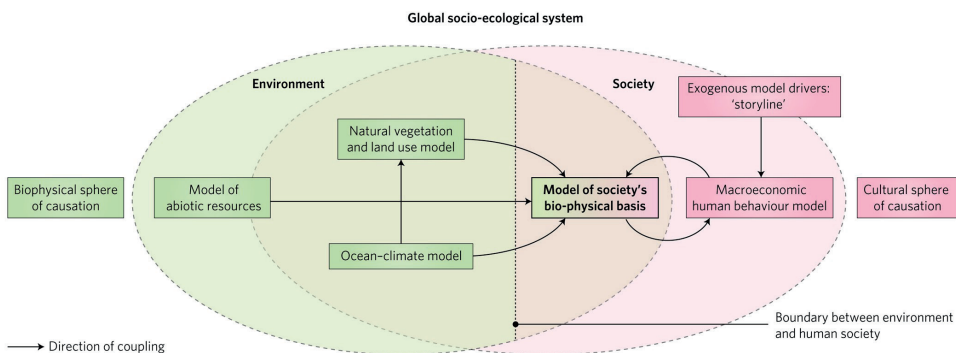 Global socio-ecological system
Environment
Society
Exogenous model drivers:
‘storyline’
Natural vegetation
and land use model
Biophysical sphere
of causation
Model of
abiotic resources
Model of society’s
bio-physical basis
Macroeconomic
human behaviour model
Cultural sphere
of causation
Ocean–climate model
Boundary between environment
and human society
Direction of coupling